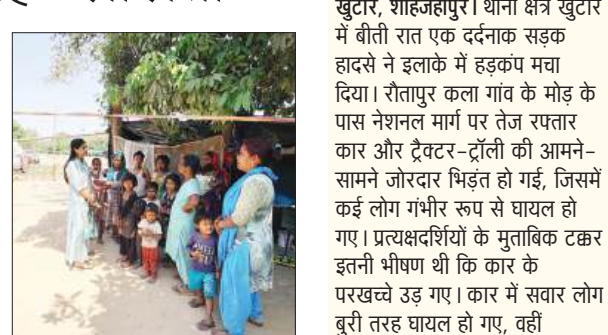 खुटार, शाहजहांपुर। थाना क्षेत्र खुटार
में बीती रात एक दर्दनाक सड़क
हादसे ने इलाके में हड़कंप मचा
दिया। रौतापुर कला गांव के मोड़ के
पास नेशनल मार्ग पर तेज रफ्तार
कार और ट्रैक्टर-ट्रॉली की आमने-
सामने जोरदार भिड़ंत हो गई, जिसमें
कई लोग गंभीर रूप से घायल हो
गए। प्रत्यक्षदर्शियों के मुताबिक टक्कर
इतनी भीषण थी कि कार के
परखच्चे उड़ गए। कार में सवार लोग
बुरी तरह घायल हो गए, वहीं